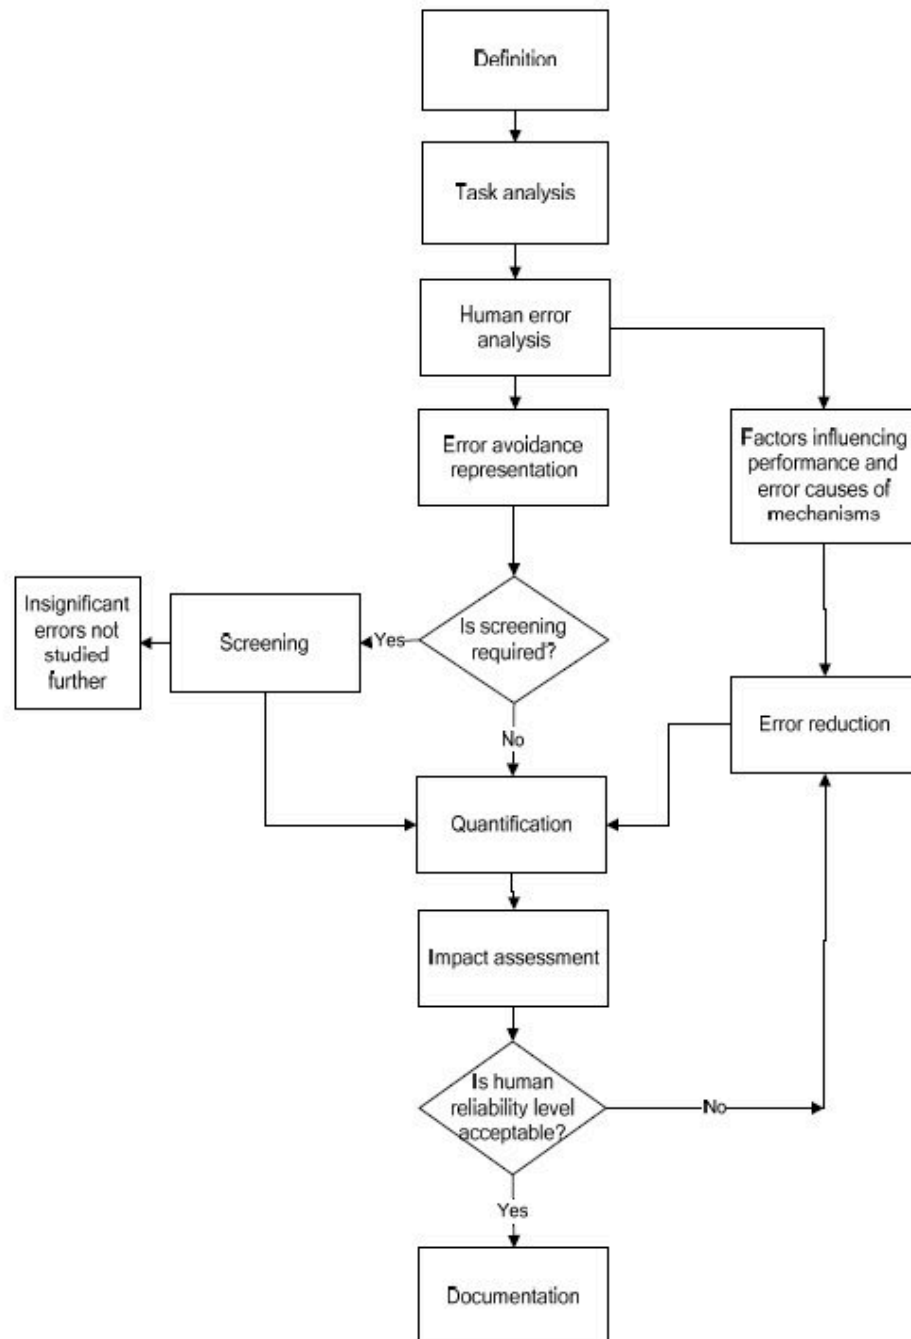 Definition
Task analysis
Human error
analysis
Error avoidance
representation
Factors influencing
performance and
error causes of
mechanisms
Insignificant
errors not
studied
further
Screening
Yes
Is screening
required?
No
Error reduction
Quantification
Impact assessment
Is human
reliability level
acceptable?
No
Yes
Documentation